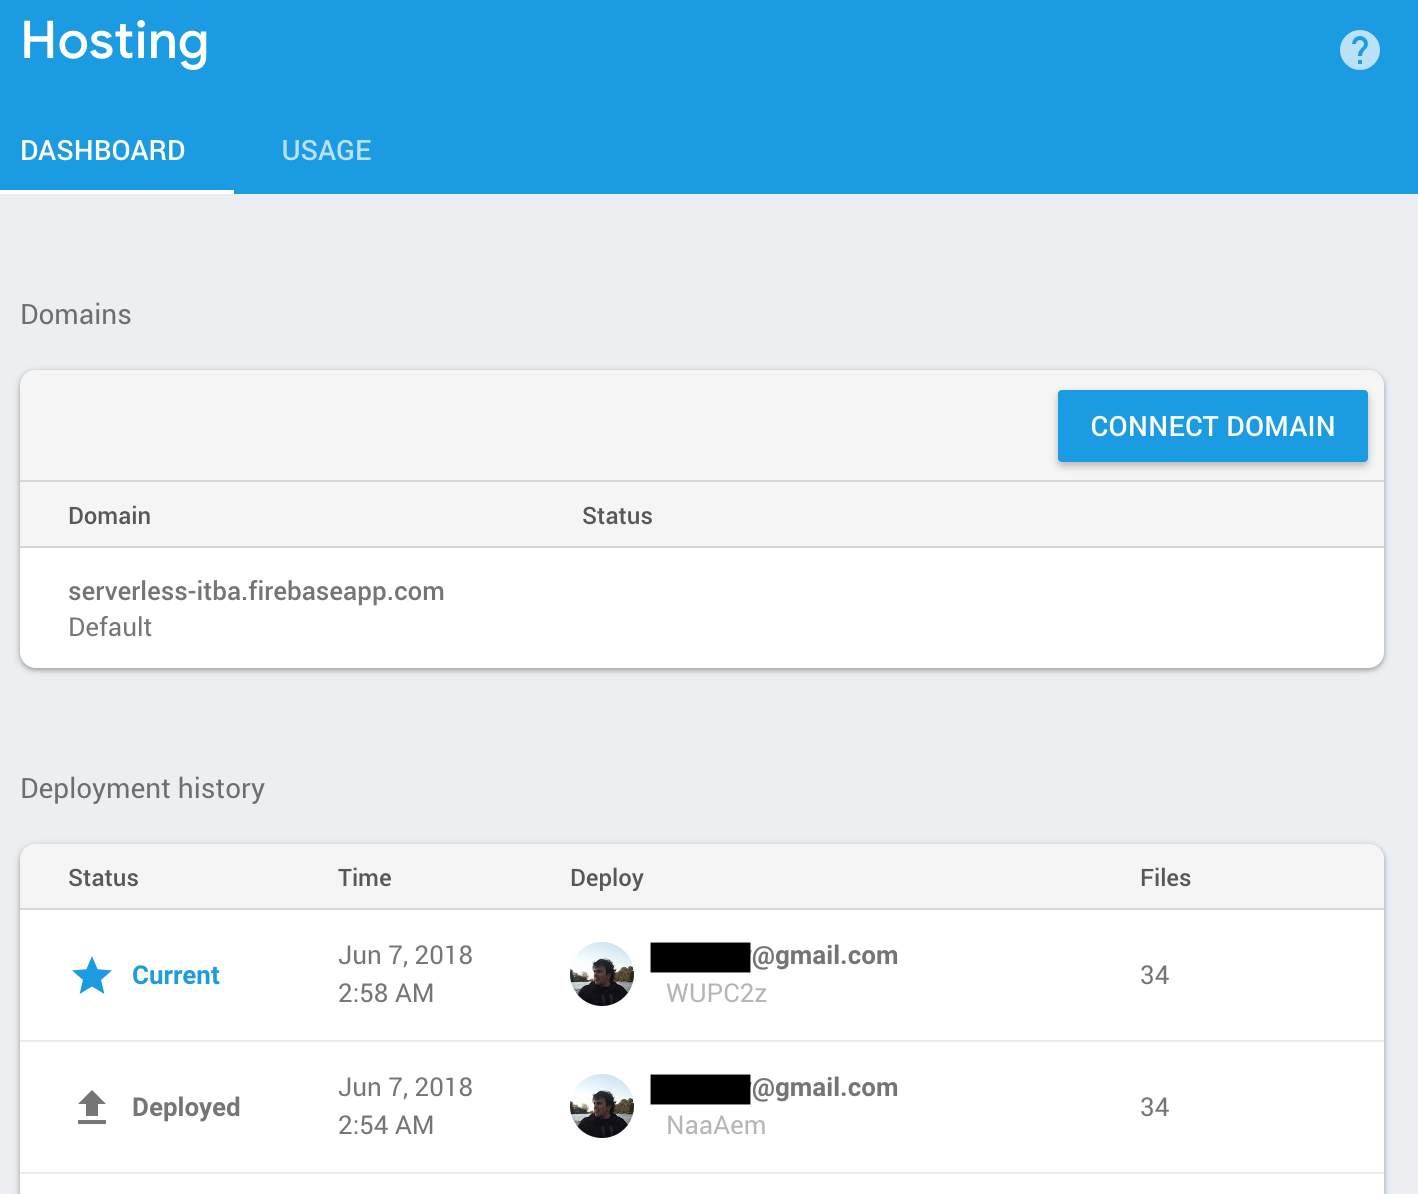 Hosting
?
DASHBOARD USAGE
Domains
CONNECT DOMAIN
Domain Status
serverless-itba.firebaseapp.com
Default
Deployment history
Status Time Deploy Files
Current Jun 7, 2018 2:58 AM @gmail.com WUPC2z 34
Deployed Jun 7, 2018 2:54 AM @gmail.com NaaAem 34